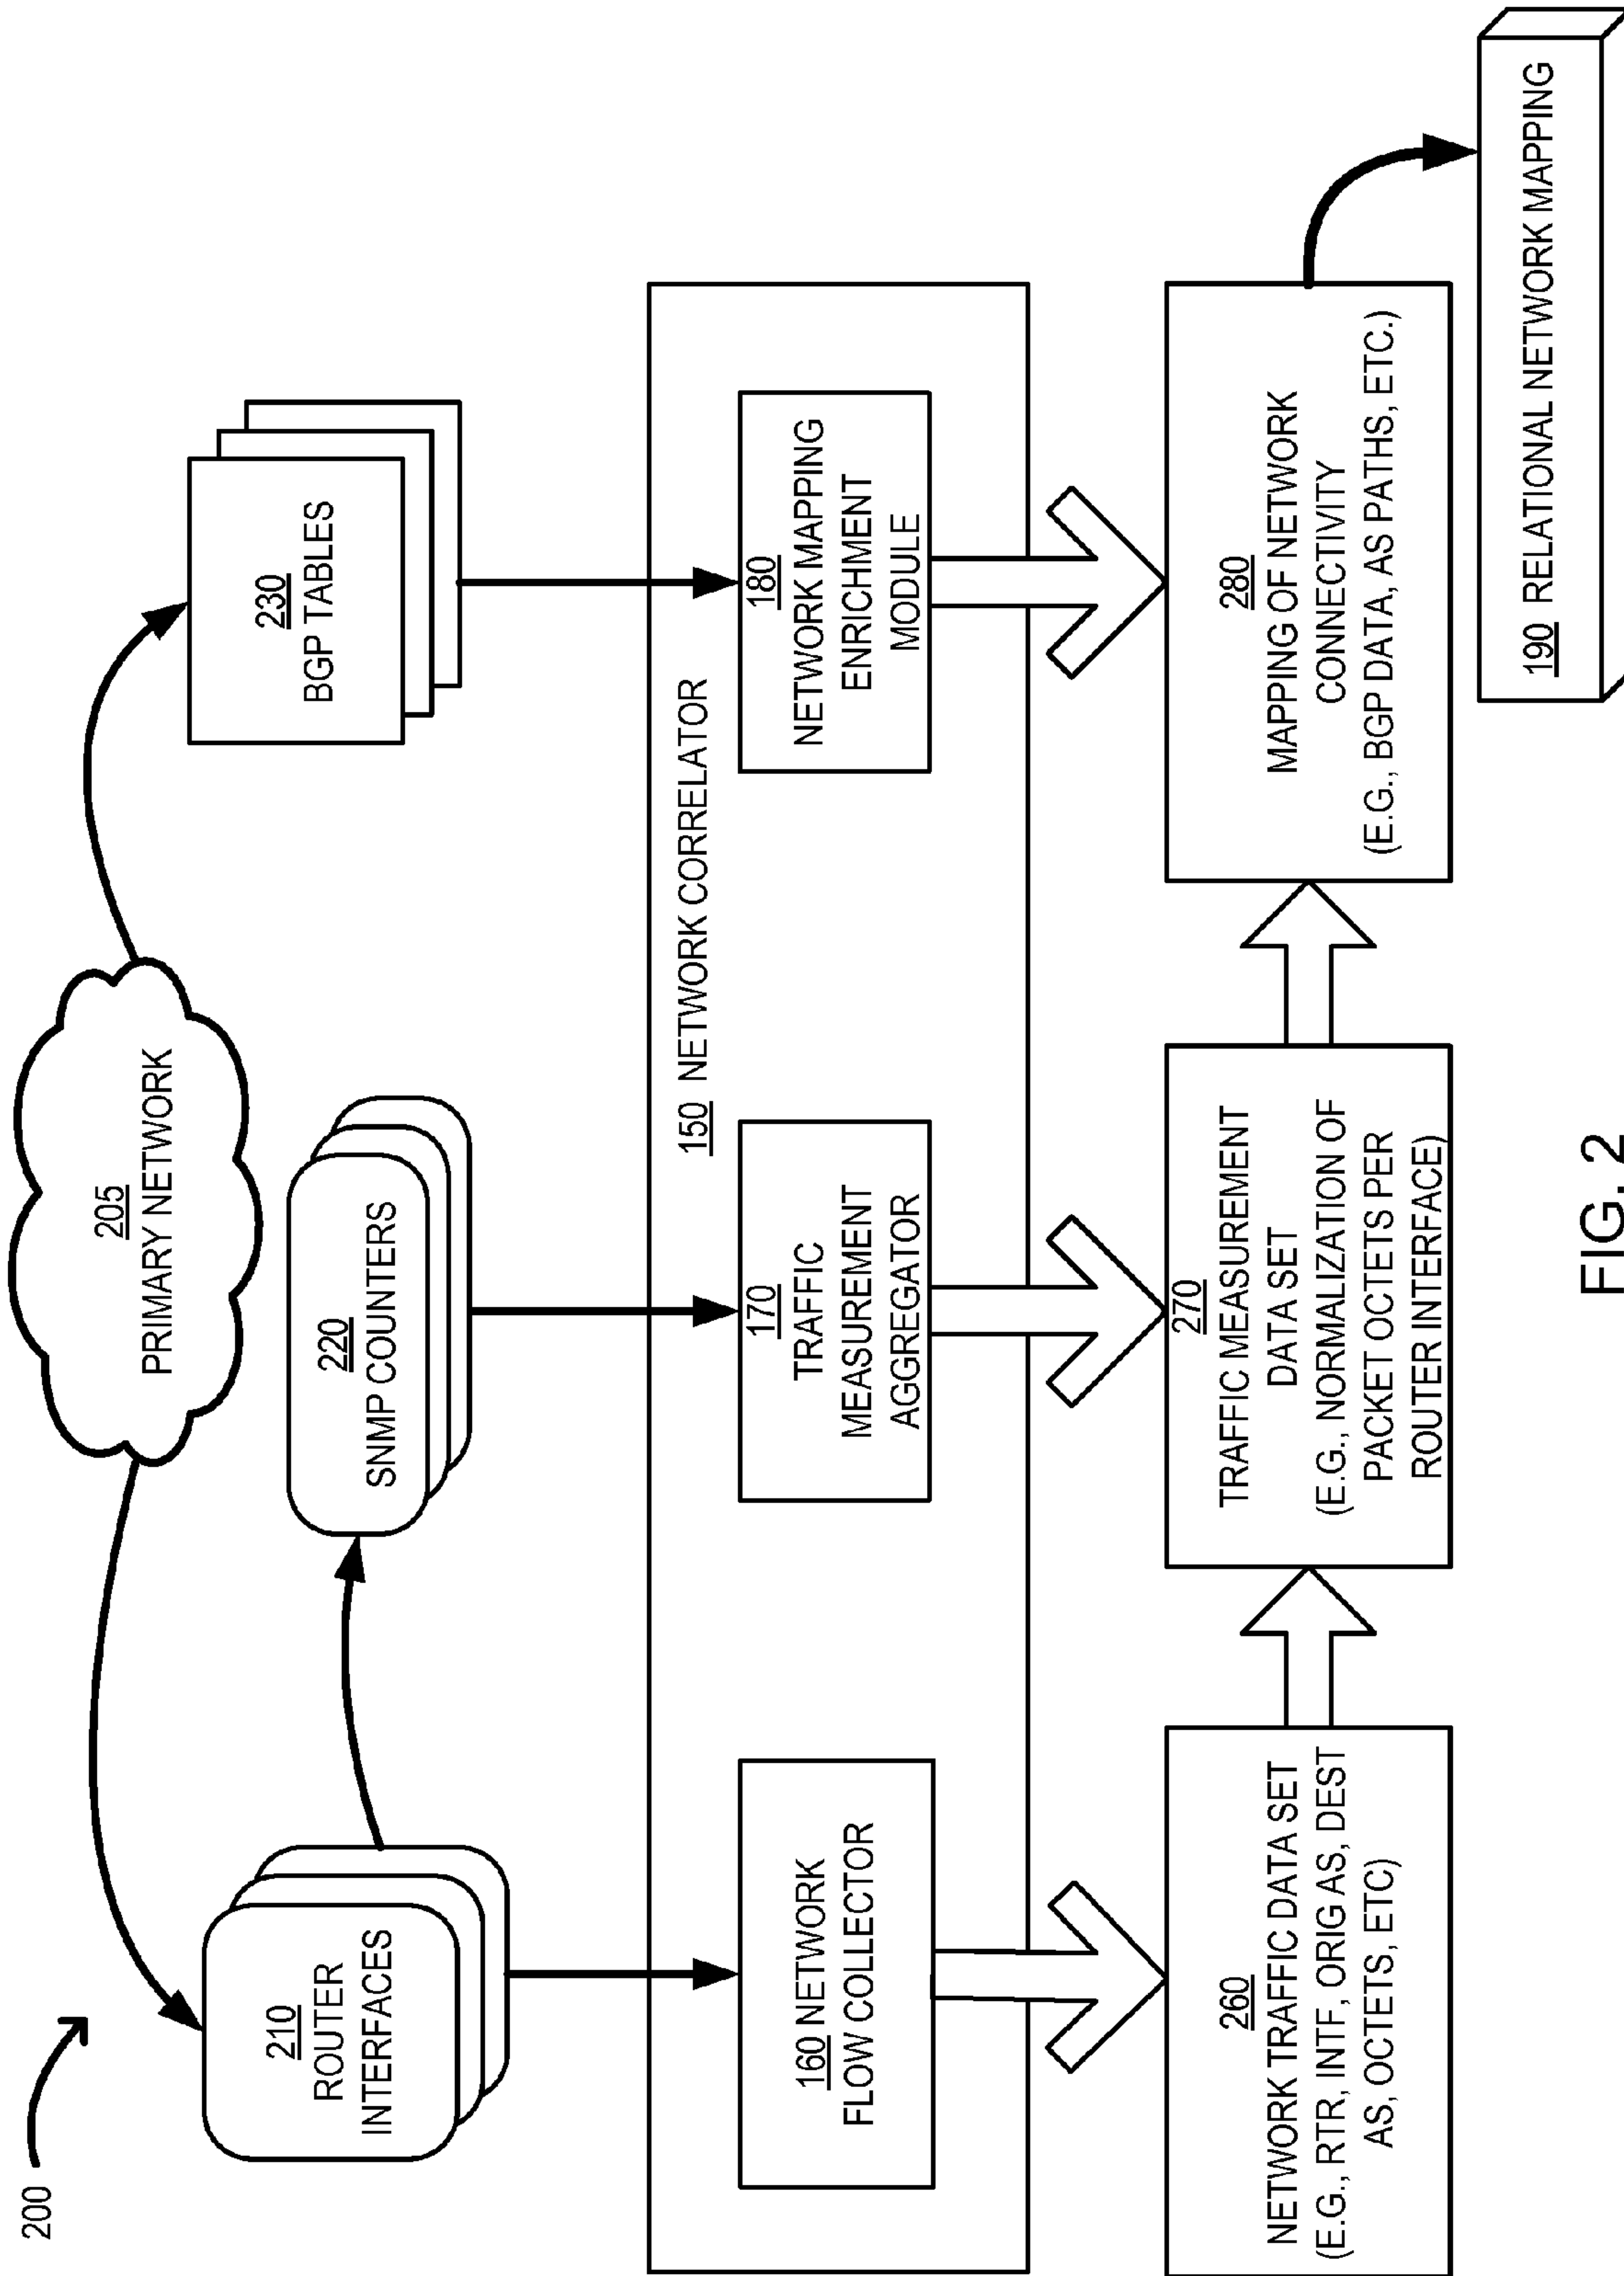 200
205
PRIMARY NETWORK
210
ROUTER
INTERFACES
220
SNMP COUNTERS
230
BGP TABLES
150 NETWORK CORRELATOR
160 NETWORK
FLOW COLLECTOR
170
TRAFFIC
MEASUREMENT
AGGREGATOR
180
NETWORK MAPPING
ENRICHMENT
MODULE
260
NETWORK TRAFFIC DATA SET
(E.G., RTR, INTF, ORIG AS, DEST
AS, OCTETS, ETC)
270
TRAFFIC MEASUREMENT
DATA SET
(E.G., NORMALIZATION OF
PACKET OCTETS PER
ROUTER INTERFACE)
280
MAPPING OF NETWORK
CONNECTIVITY
(E.G., BGP DATA, AS PATHS, ETC.)
190 RELATIONAL NETWORK MAPPING
FIG. 2